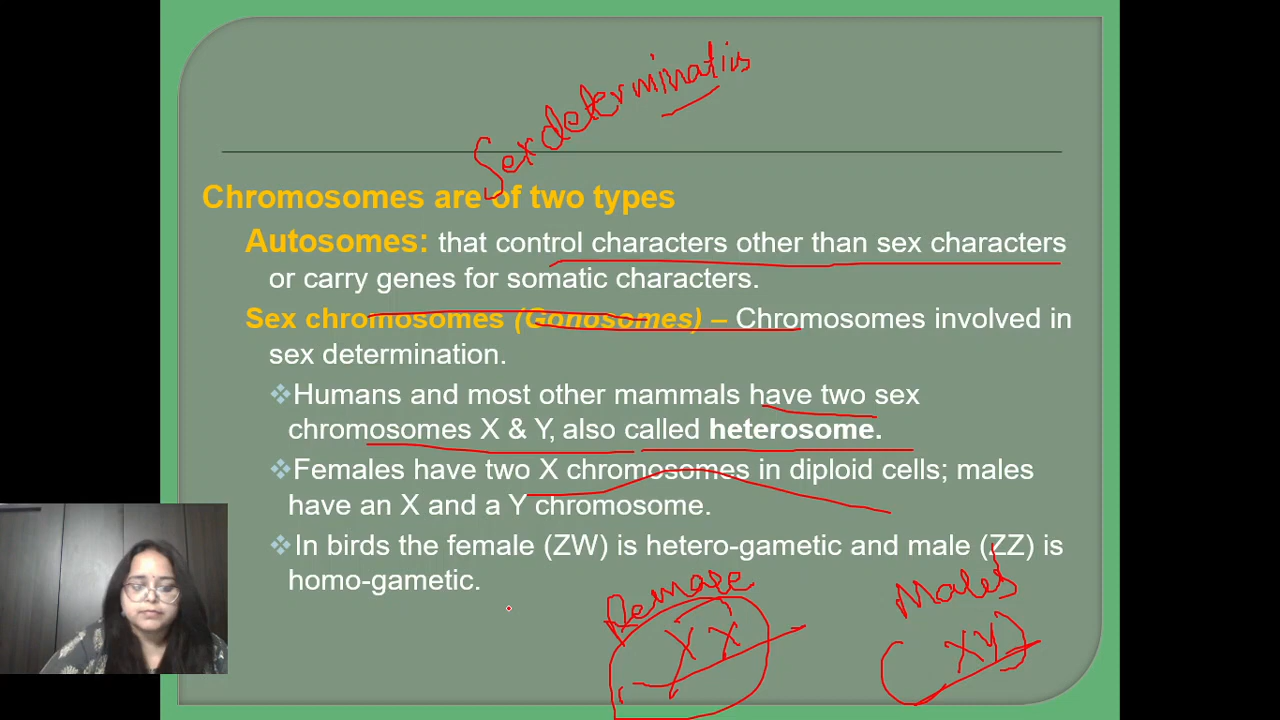 Sex determination
Chromosomes are of two types
Autosomes: that control characters other than sex characters
or carry genes for somatic characters.
Sex chromosomes (Gonosomes) – Chromosomes involved in
sex determination.
❖Humans and most other mammals have two sex
chromosomes X & Y, also called heterosome.
❖Females have two X chromosomes in diploid cells; males
have an X and a Y chromosome.
❖In birds the female (ZW) is hetero-gametic and male (ZZ) is
homo-gametic.
Female Males
XX (XY)